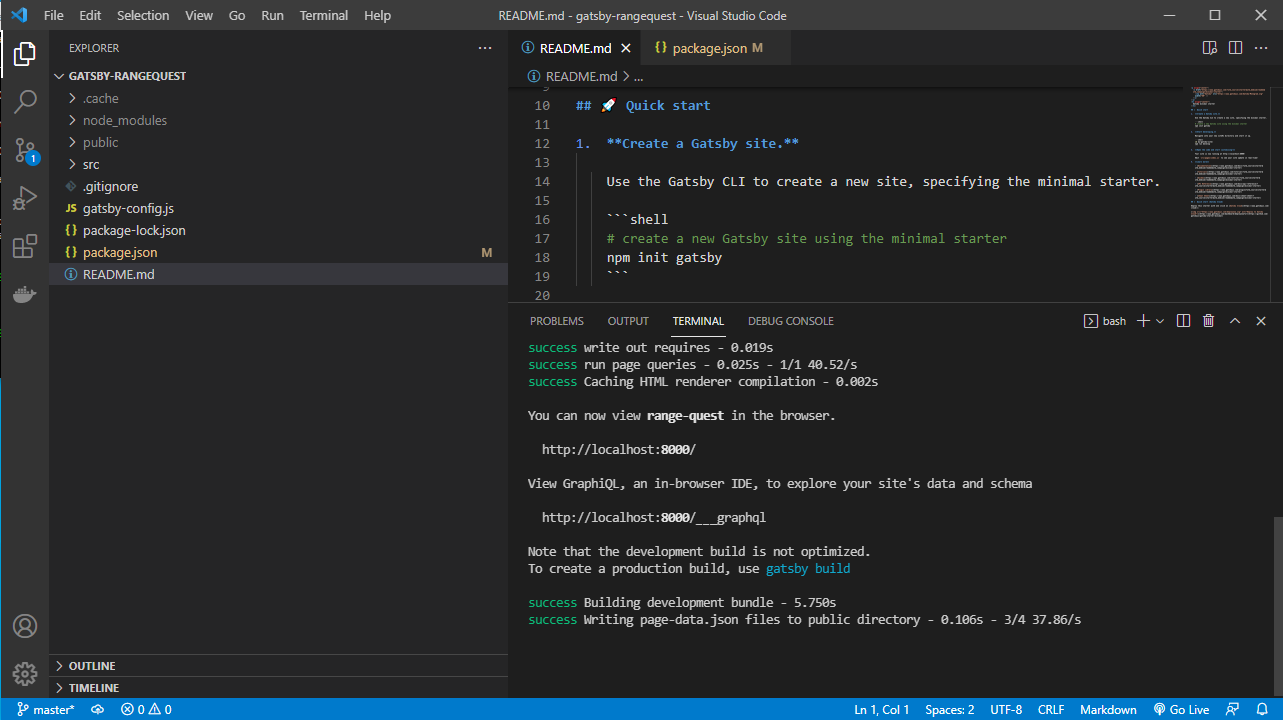 File Edit Selection View Go Run Terminal Help README.md - gatsby-rangequest - Visual Studio Code
EXPLORER
GATSBY-RANGEQUEST
.cache
node_modules
public
src
.gitignore
JS gatsby-config.js
{} package-lock.json
{} package.json M
README.md
OUTLINE
TIMELINE
1
README.md {} package.json M
README.md > ...
9
10 ## 🚀 Quick start
11
12 1. **Create a Gatsby site.**
13
14 Use the Gatsby CLI to create a new site, specifying the minimal starter.
15
16 ```shell
17 # create a new Gatsby site using the minimal starter
18 npm init gatsby
19 ```
20
PROBLEMS OUTPUT TERMINAL DEBUG CONSOLE bash
success write out requires - 0.019s
success run page queries - 0.025s - 1/1 40.52/s
success Caching HTML renderer compilation - 0.002s
You can now view range-quest in the browser.
http://localhost:8000/
View GraphiQL, an in-browser IDE, to explore your site's data and schema
http://localhost:8000/___graphql
Note that the development build is not optimized.
To create a production build, use gatsby build
success Building development bundle - 5.750s
success Writing page-data.json files to public directory - 0.106s - 3/4 37.86/s
master* 0 0 Ln 1, Col 1 Spaces: 2 UTF-8 CRLF Markdown Go Live